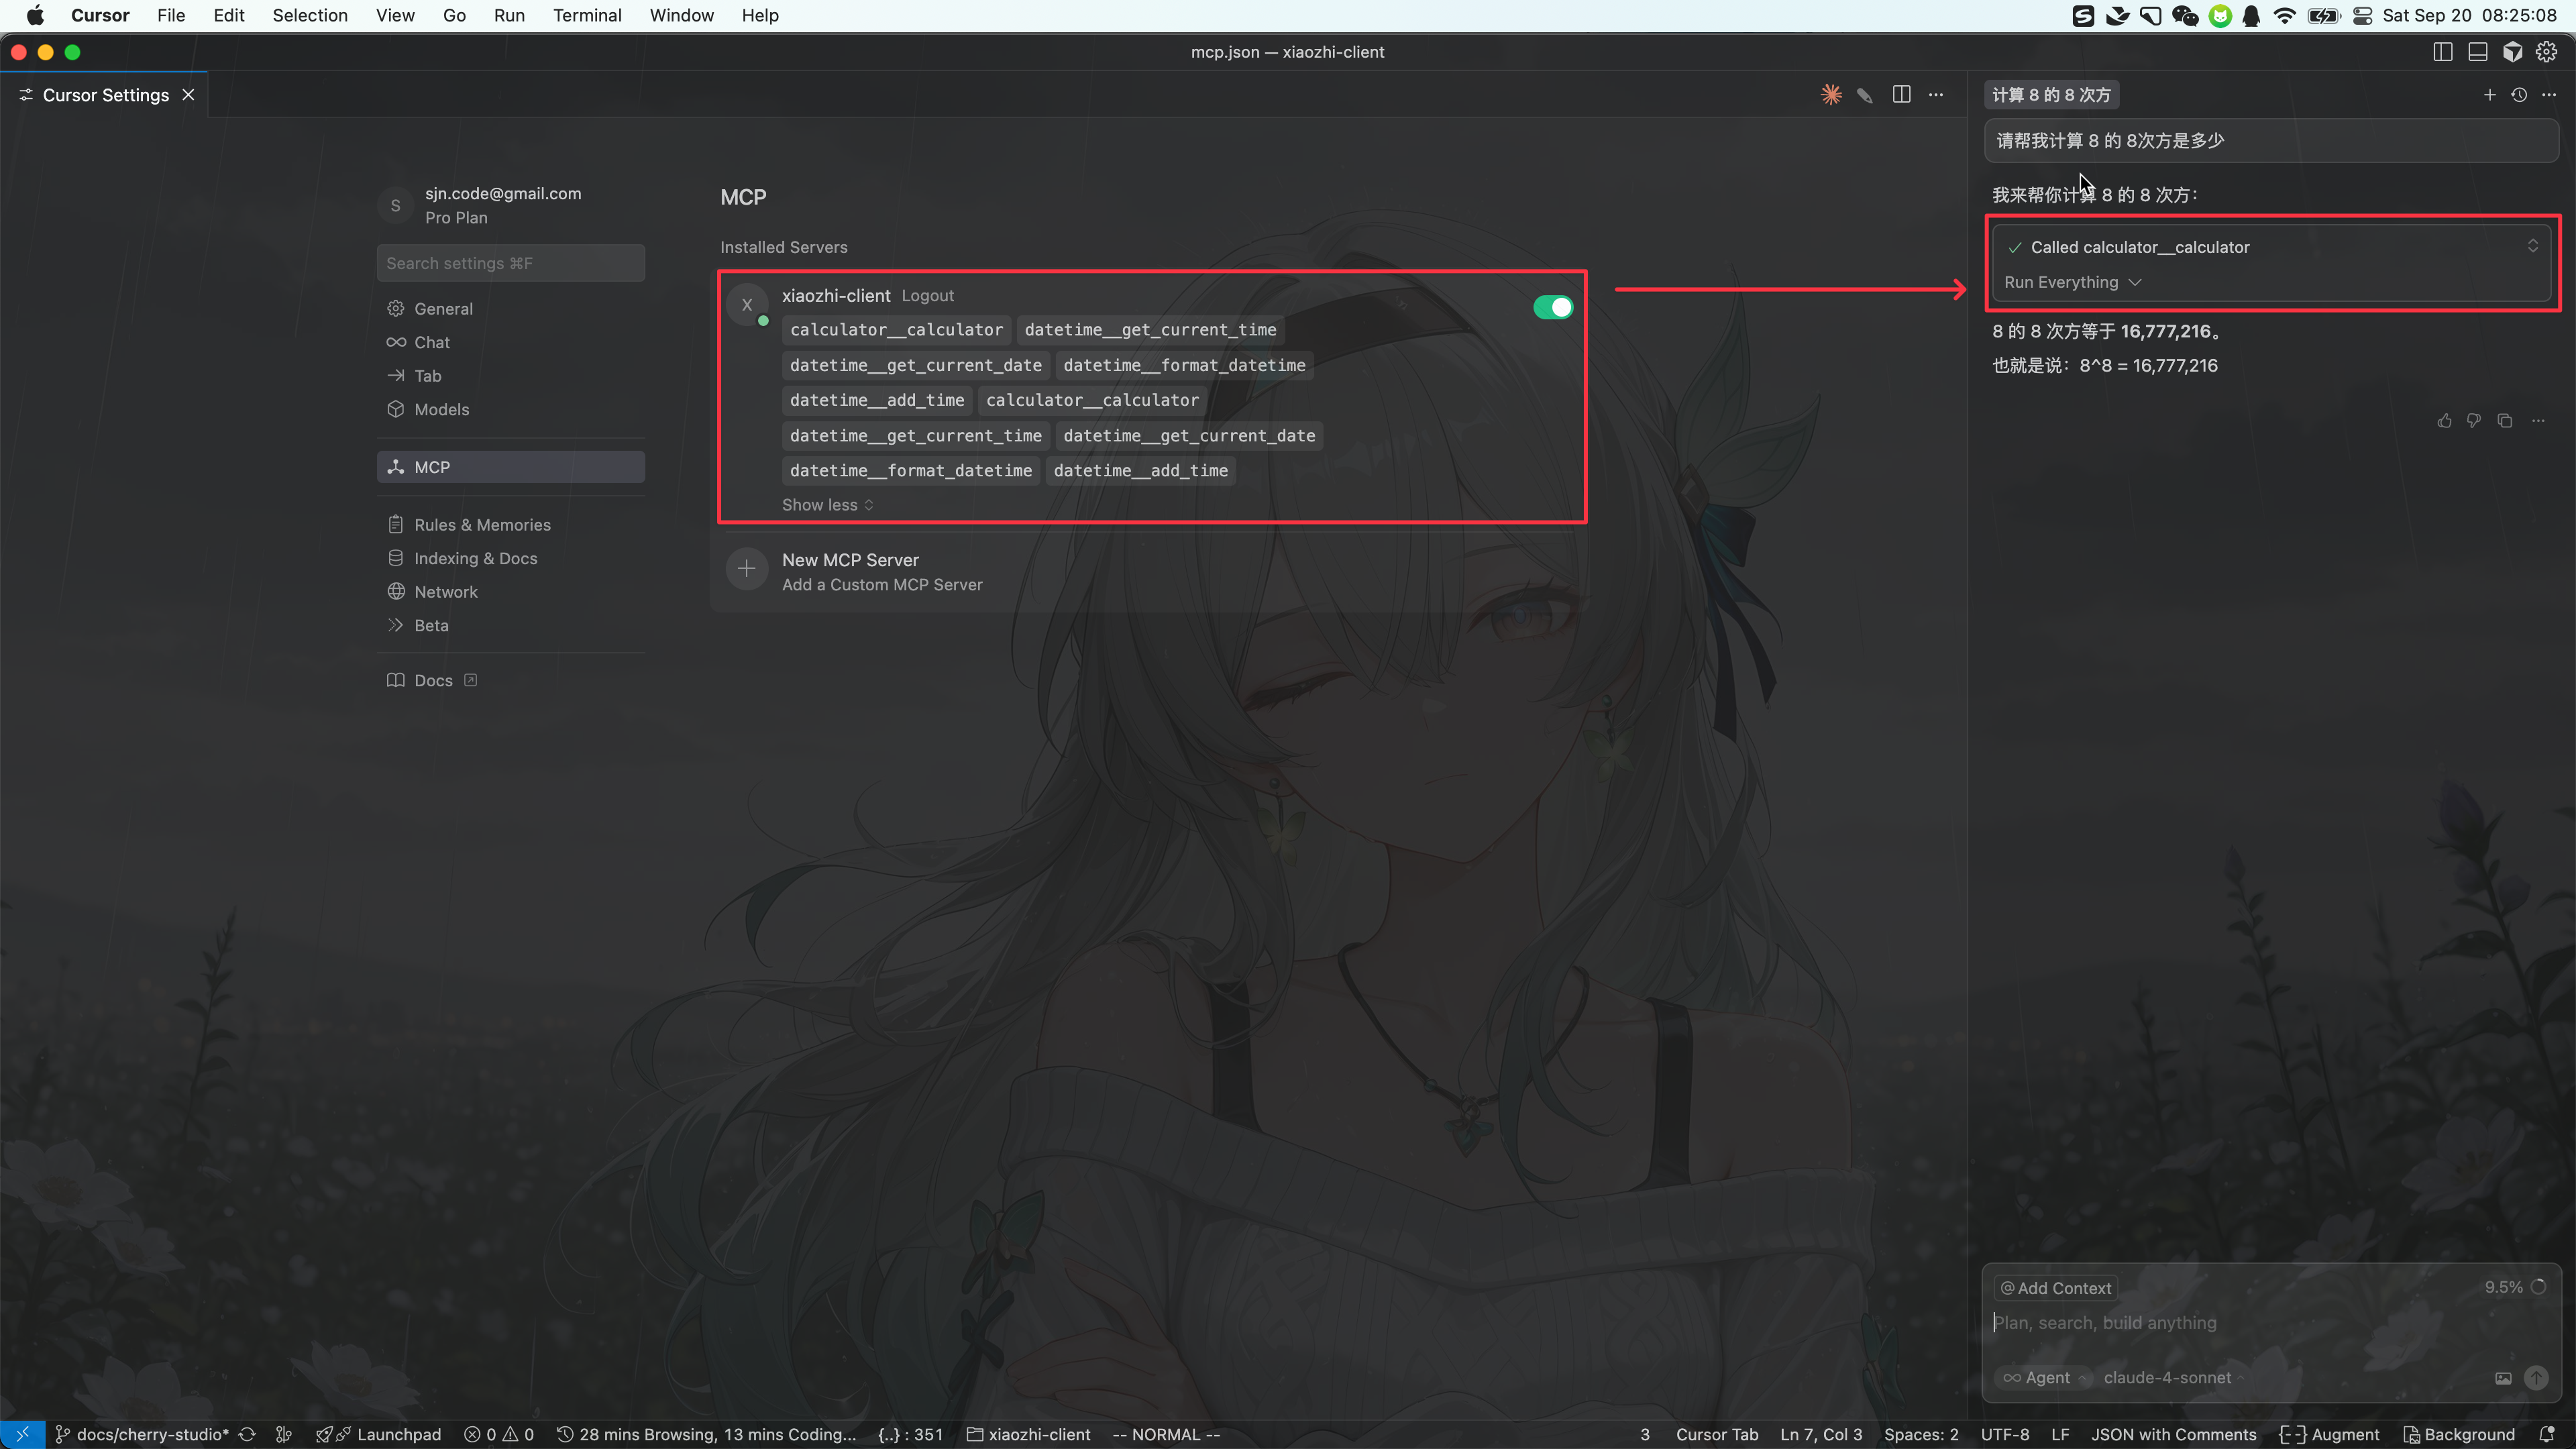 Cursor File Edit Selection View Go Run Terminal Window Help
Sat Sep 20 08:25:08
mcp.json — xiaozhi-client
Cursor Settings
S
sjn.code@gmail.com
Pro Plan
Search settings ⌘F
General
Chat
Tab
Models
MCP
Rules & Memories
Indexing & Docs
Network
Beta
Docs
MCP
Installed Servers
X
xiaozhi-client Logout
calculator__calculator datetime__get_current_time
datetime__get_current_date datetime__format_datetime
datetime__add_time calculator__calculator
datetime__get_current_time datetime__get_current_date
datetime__format_datetime datetime__add_time
Show less
New MCP Server
Add a Custom MCP Server
计算 8 的 8 次方
请帮我计算 8 的 8次方是多少
我来帮你计算 8 的 8 次方：
Called calculator__calculator
Run Everything
8 的 8 次方等于 16,777,216。
也就是说：8^8 = 16,777,216
@ Add Context
9.5%
Plan, search, build anything
Agent claude-4-sonnet
docs/cherry-studio* Launchpad 0 0 28 mins Browsing, 13 mins Coding... {..} : 351 xiaozhi-client -- NORMAL -- 3 Cursor Tab Ln 7, Col 3 Spaces: 2 UTF-8 LF JSON with Comments Augment Background